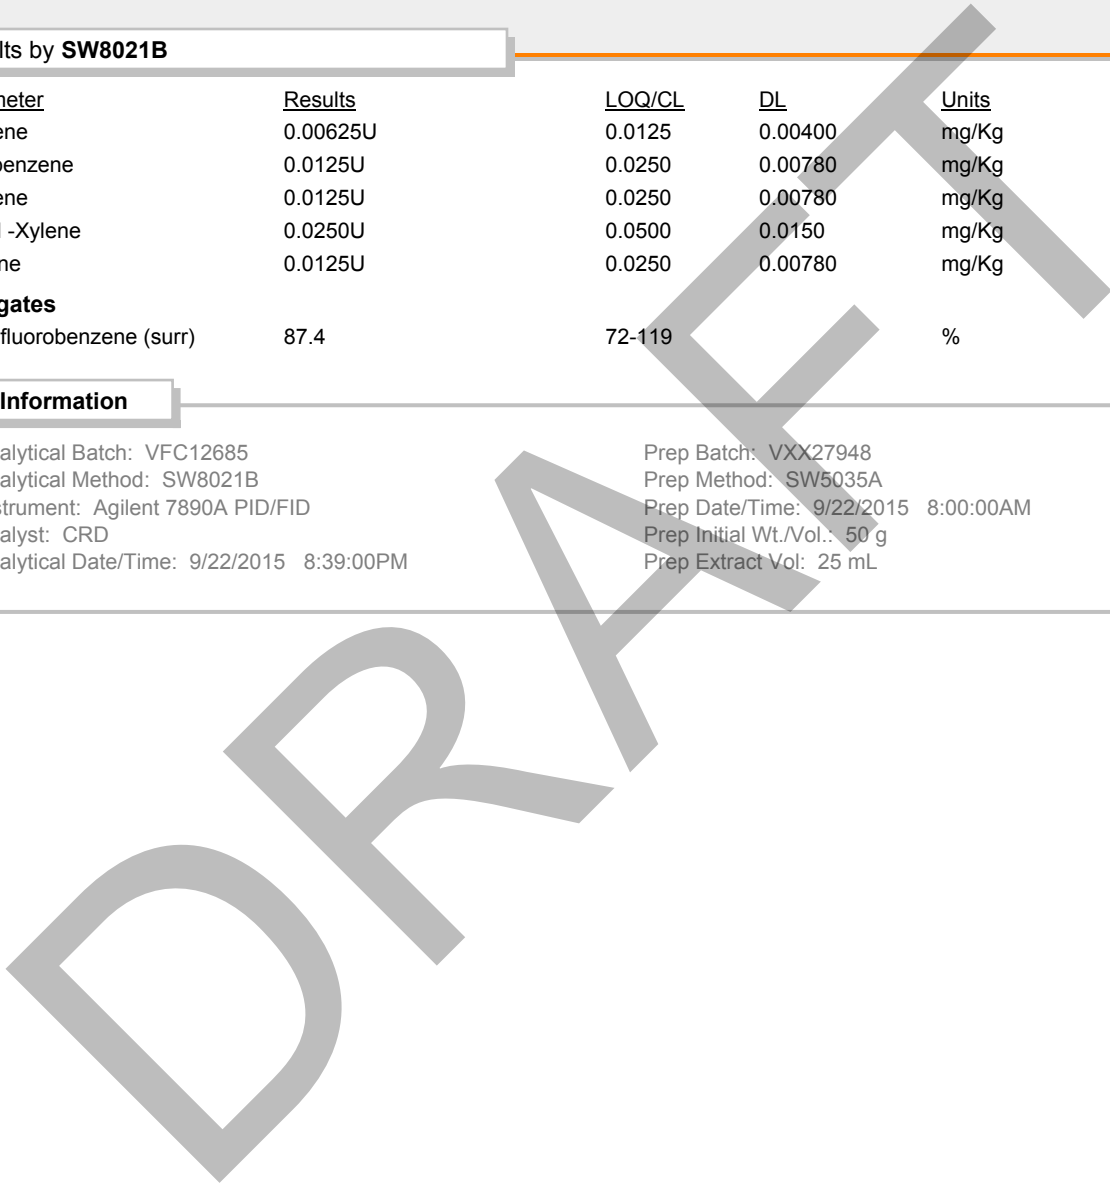 lts by SW8021B
meter Results LOQ/CL DL Units
ene 0.00625U 0.0125 0.00400 mg/Kg
benzene 0.0125U 0.0250 0.00780 mg/Kg
ene 0.0125U 0.0250 0.00780 mg/Kg
-Xylene 0.0250U 0.0500 0.0150 mg/Kg
ne 0.0125U 0.0250 0.00780 mg/Kg
gates
fluorobenzene (surr) 87.4 72-119 %
Information
alytical Batch: VFC12685
alytical Method: SW8021B
strument: Agilent 7890A PID/FID
alyst: CRD
alytical Date/Time: 9/22/2015 8:39:00PM
Prep Batch: VXX27948
Prep Method: SW5035A
Prep Date/Time: 9/22/2015 8:00:00AM
Prep Initial Wt./Vol.: 50 g
Prep Extract Vol: 25 mL
DRAFT